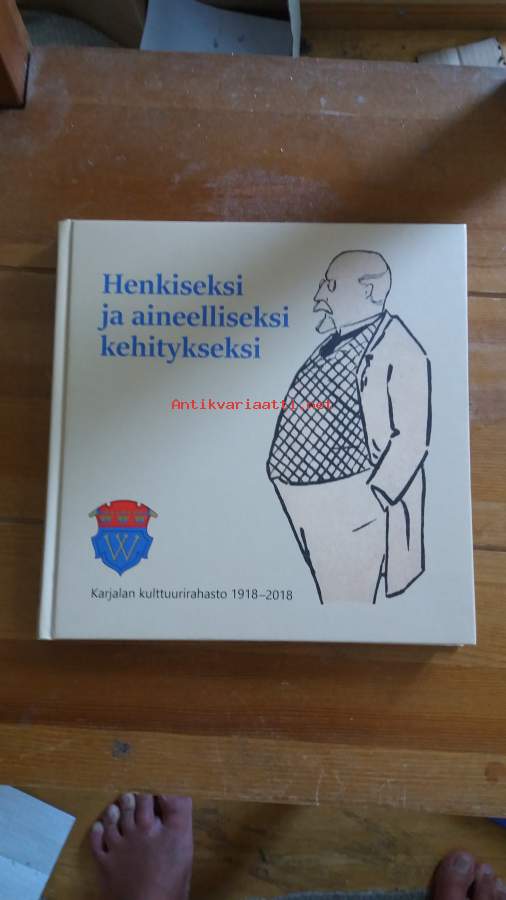 Henkiseksi
ja aineelliseksi
kehitykseksi
Antikvariaatti.net
W
Karjalan kulttuurirahasto 1918–2018